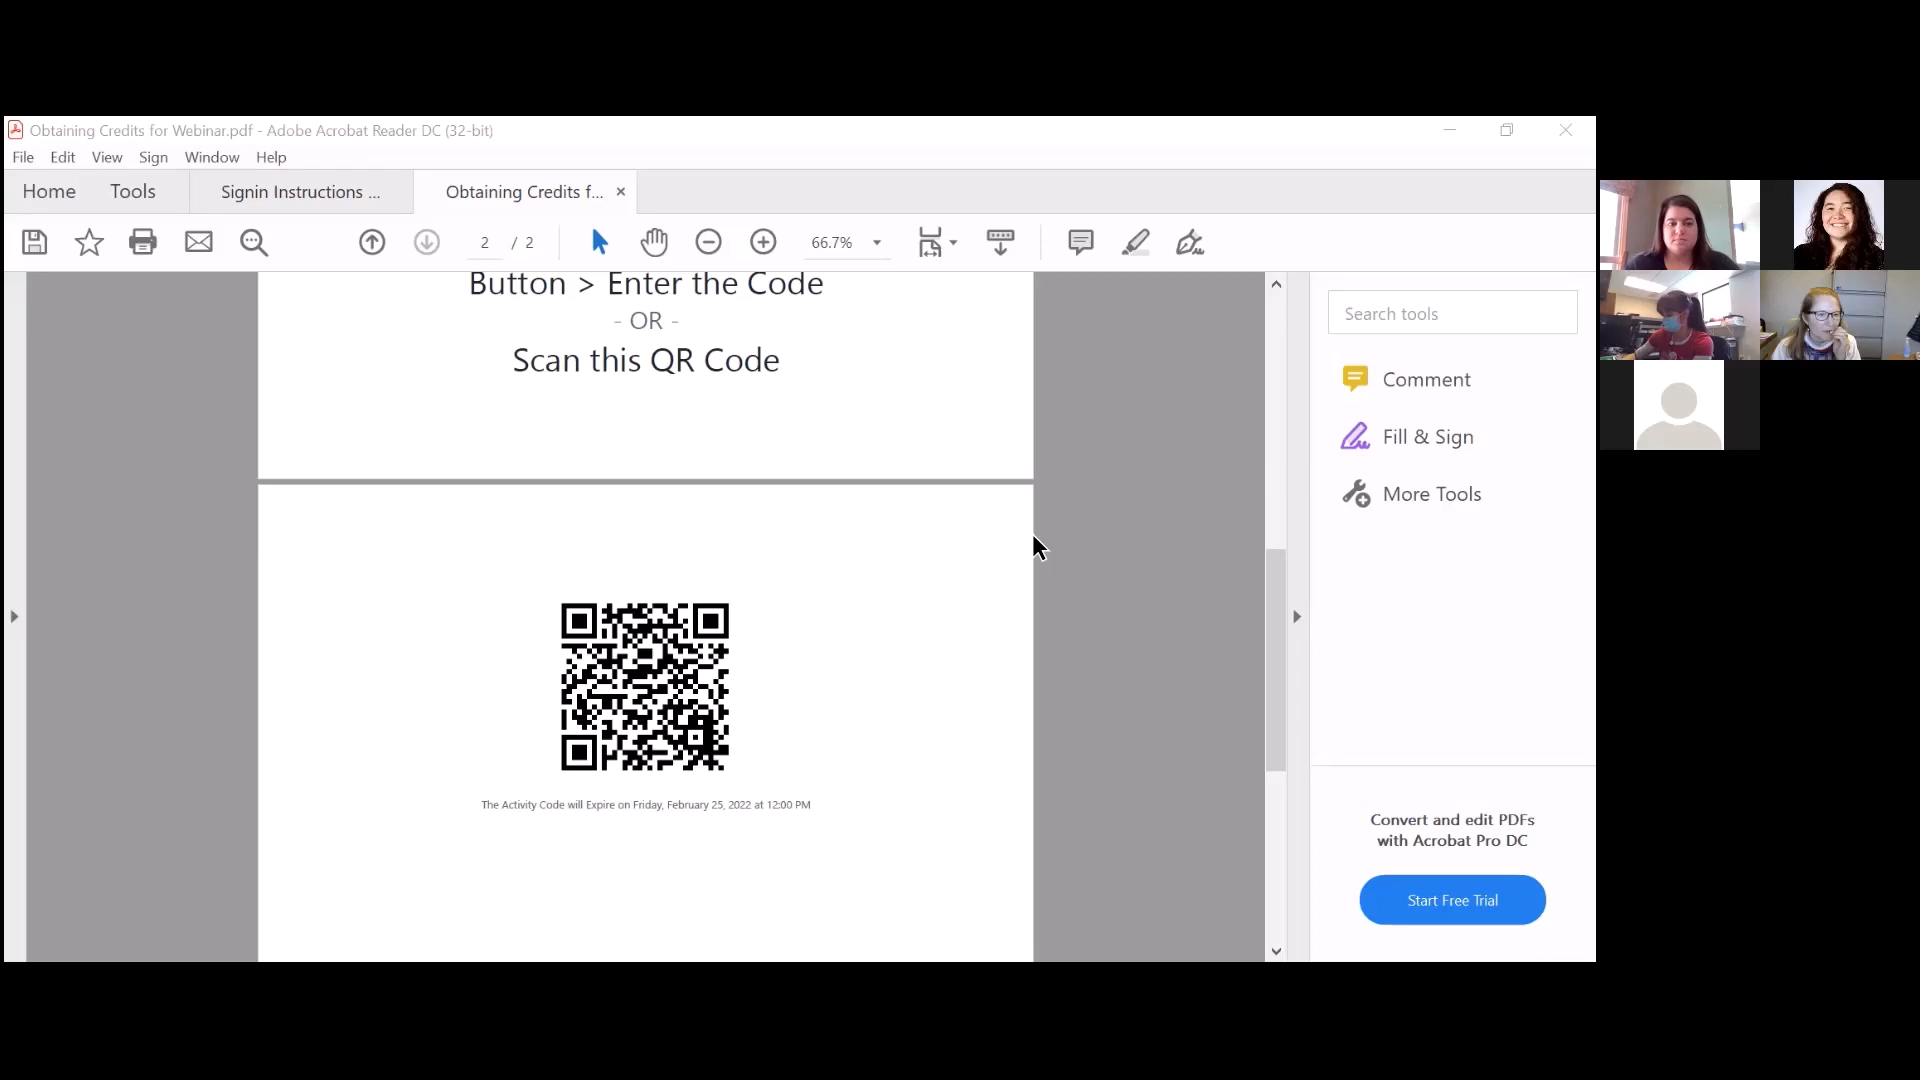 Obtaining Credits for Webinar.pdf - Adobe Acrobat Reader DC (32-bit)
File Edit View Sign Window Help
Home Tools Signin Instructions ... Obtaining Credits f... ×
2 / 2 66.7%
Button > Enter the Code
- OR -
Scan this QR Code
The Activity Code will Expire on Friday, February 25, 2022 at 12:00 PM
Search tools
Comment
Fill & Sign
More Tools
Convert and edit PDFs
with Acrobat Pro DC
Start Free Trial